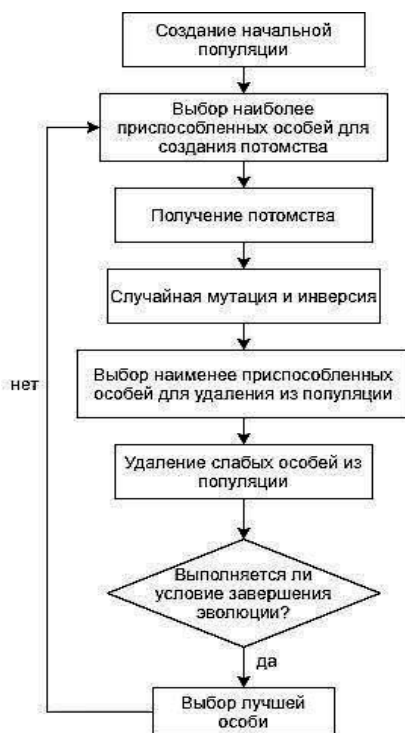 Создание начальной
популяции
Выбор наиболее
приспособленных особей для
создания потомства
Получение потомства
Случайная мутация и инверсия
Выбор наименее приспособленных
особей для удаления из популяции
нет
Удаление слабых особей из
популяции
Выполняется ли
условие завершения
эволюции?
да
Выбор лучшей
особи